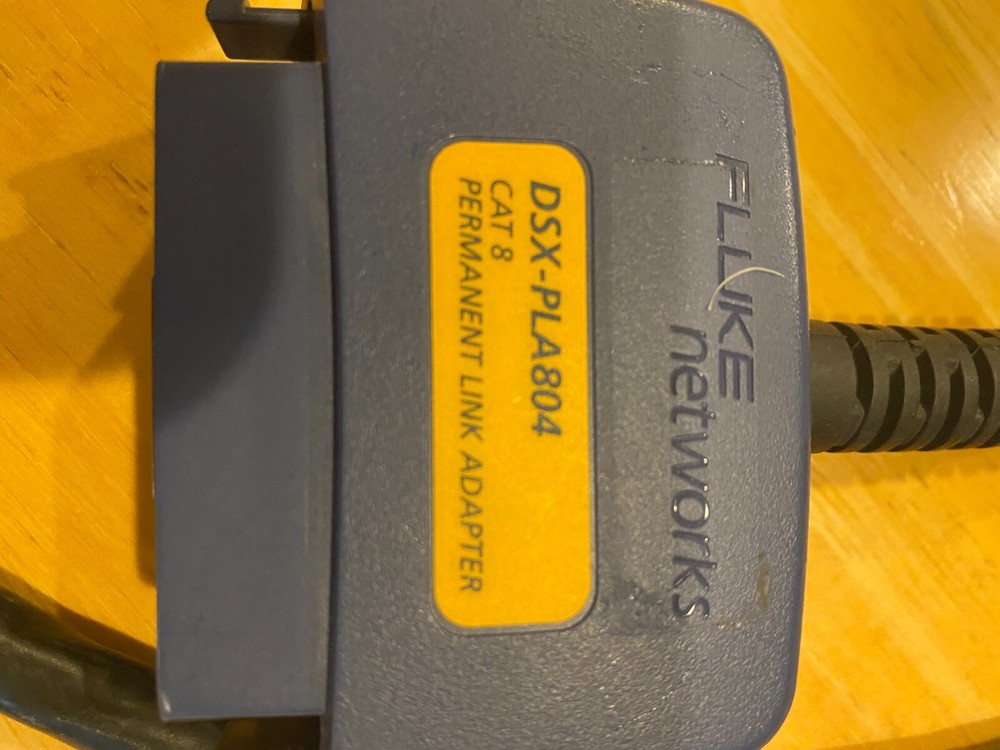 FLUKE
networks
DSX-PLA804
CAT 8
PERMANENT LINK ADAPTER